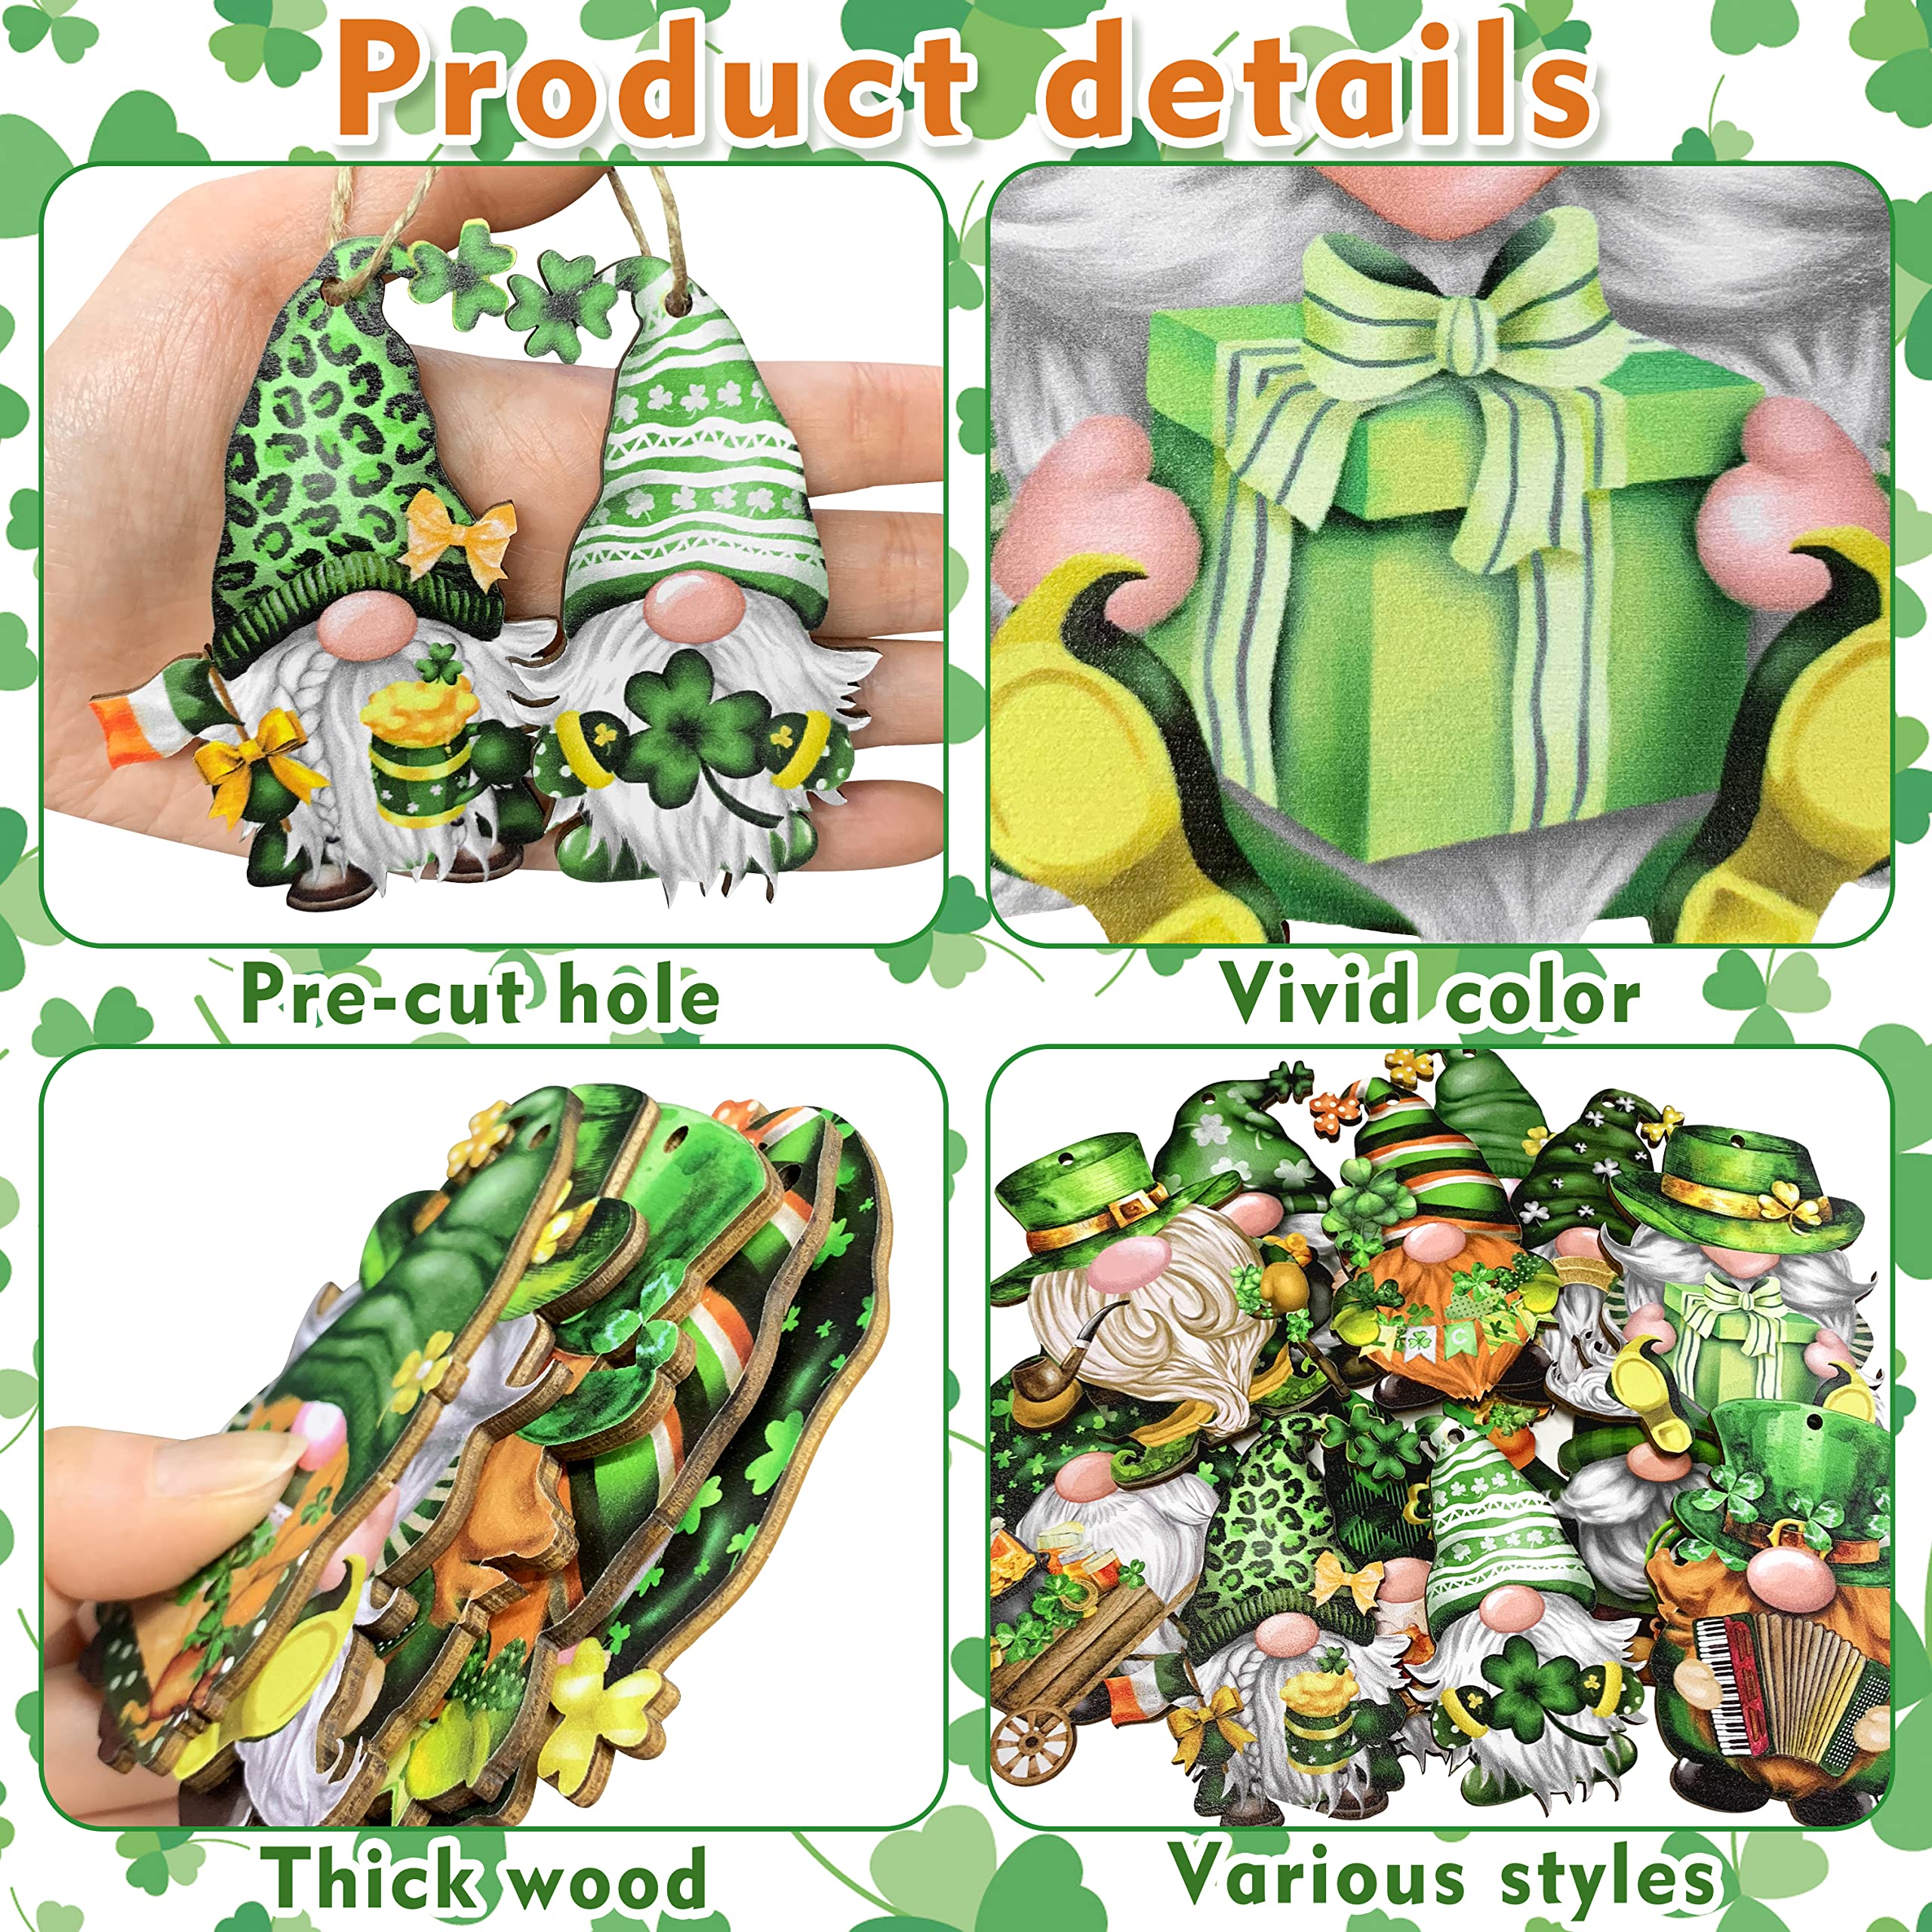 Product details
Pre-cut hole
Vivid color
C K
Thick wood
Various styles